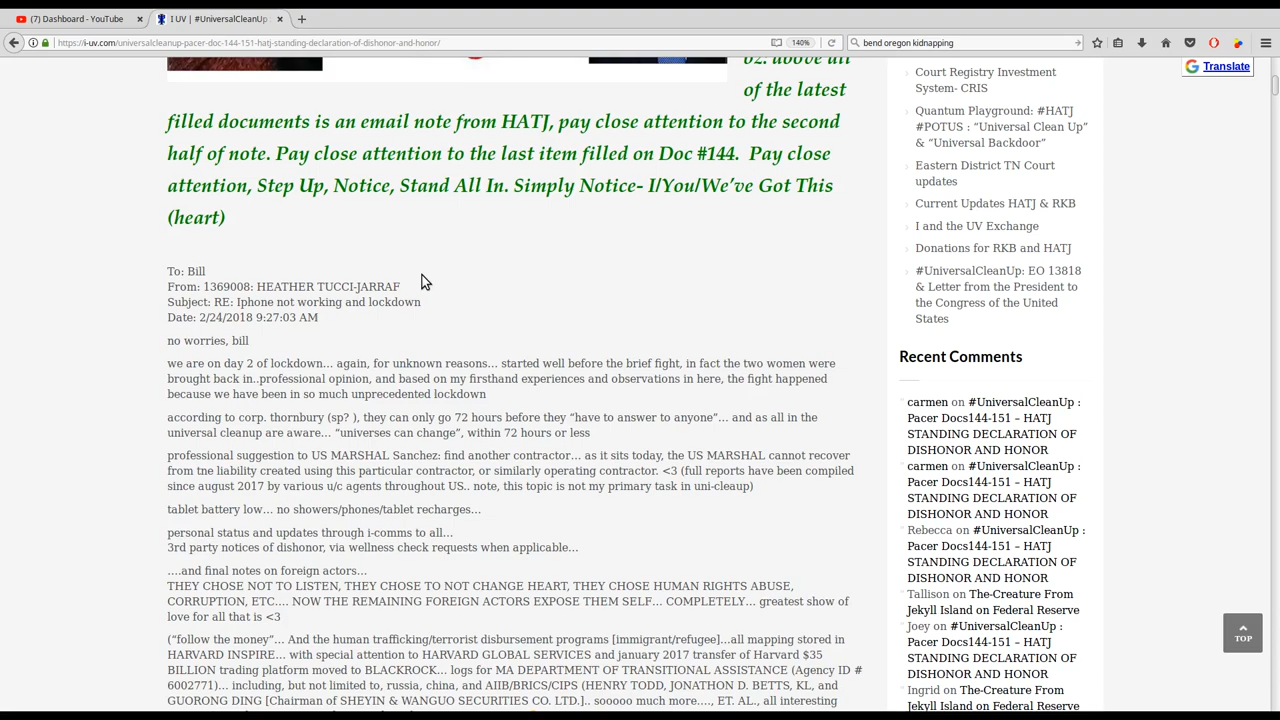 (7) Dashboard - YouTube
I UV | #UniversalCleanUp
https://i-uv.com/universalcleanup-pacer-doc-144-151-hatj-standing-declaration-of-dishonor-and-honor/
140%
bend oregon kidnapping
of the latest
filled documents is an email note from HATJ, pay close attention to the second
half of note. Pay close attention to the last item filled on Doc #144.  Pay close
attention, Step Up, Notice, Stand All In. Simply Notice- I/You/We've Got This
(heart)
To: Bill
From: 1369008: HEATHER TUCCI-JARRAF
Subject: RE: Iphone not working and lockdown
Date: 2/24/2018 9:27:03 AM
no worries, bill
we are on day 2 of lockdown… again, for unknown reasons… started well before the brief fight, in fact the two women were
brought back in..professional opinion, and based on my firsthand experiences and observations in here, the fight happened
because we have been in so much unprecedented lockdown
according to corp. thornbury (sp? ), they can only go 72 hours before they “have to answer to anyone”… and as all in the
universal cleanup are aware… “universes can change”, within 72 hours or less
professional suggestion to US MARSHAL Sanchez: find another contractor… as it sits today, the US MARSHAL cannot recover
from tne liability created using this particular contractor, or similarly operating contractor. <3 (full reports have been compiled
since august 2017 by various u/c agents throughout US.. note, this topic is not my primary task in uni-cleaup)
tablet battery low… no showers/phones/tablet recharges…
personal status and updates through i-comms to all…
3rd party notices of dishonor, via wellness check requests when applicable…
….and final notes on foreign actors…
THEY CHOSE NOT TO LISTEN, THEY CHOSE TO NOT CHANGE HEART, THEY CHOSE HUMAN RIGHTS ABUSE,
CORRUPTION, ETC…. NOW THE REMAINING FOREIGN ACTORS EXPOSE THEM SELF… COMPLETELY… greatest show of
love for all that is <3
(“follow the money”… And the human trafficking/terrorist disbursement programs [immigrant/refugee]…all mapping stored in
HARVARD INSPIRE… with special attention to HARVARD GLOBAL SERVICES and january 2017 transfer of Harvard $35
BILLION trading platform moved to BLACKROCK… logs for MA DEPARTMENT OF TRANSITIONAL ASSISTANCE (Agency ID #
6002771)… including, but not limited to, russia, china, and AIIB/BRICS/CIPS (HENRY TODD, JONATHAN D. BETTS, KL, and
GUORONG DING [Chairman of SHEYIN & WANGUO SECURITIES CO. LTD.].. sooooo much more…., ET. AL., all interesting
Translate
Court Registry Investment
System- CRIS
Quantum Playground: #HATJ
#POTUS : “Universal Clean Up”
& “Universal Backdoor”
Eastern District TN Court
updates
Current Updates HATJ & RKB
I and the UV Exchange
Donations for RKB and HATJ
#UniversalCleanUp: EO 13818
& Letter from the President to
the Congress of the United
States
Recent Comments
carmen on #UniversalCleanUp :
Pacer Docs144-151 – HATJ
STANDING DECLARATION OF
DISHONOR AND HONOR
carmen on #UniversalCleanUp :
Pacer Docs144-151 – HATJ
STANDING DECLARATION OF
DISHONOR AND HONOR
Rebecca on #UniversalCleanUp :
Pacer Docs144-151 – HATJ
STANDING DECLARATION OF
DISHONOR AND HONOR
Tallison on The-Creature From
Jekyll Island on Federal Reserve
Joey on #UniversalCleanUp :
Pacer Docs144-151 – HATJ
STANDING DECLARATION OF
DISHONOR AND HONOR
Ingrid on The-Creature From
Jekyll Island on Federal Reserve
TOP